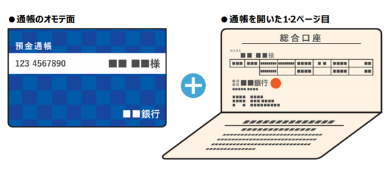 ●通帳のオモテ面
預金通帳
123 4567890 ■■ ■■様
■■銀行
●通帳を開いた1・2ページ目
総合口座
■■ ■■様
■■銀行